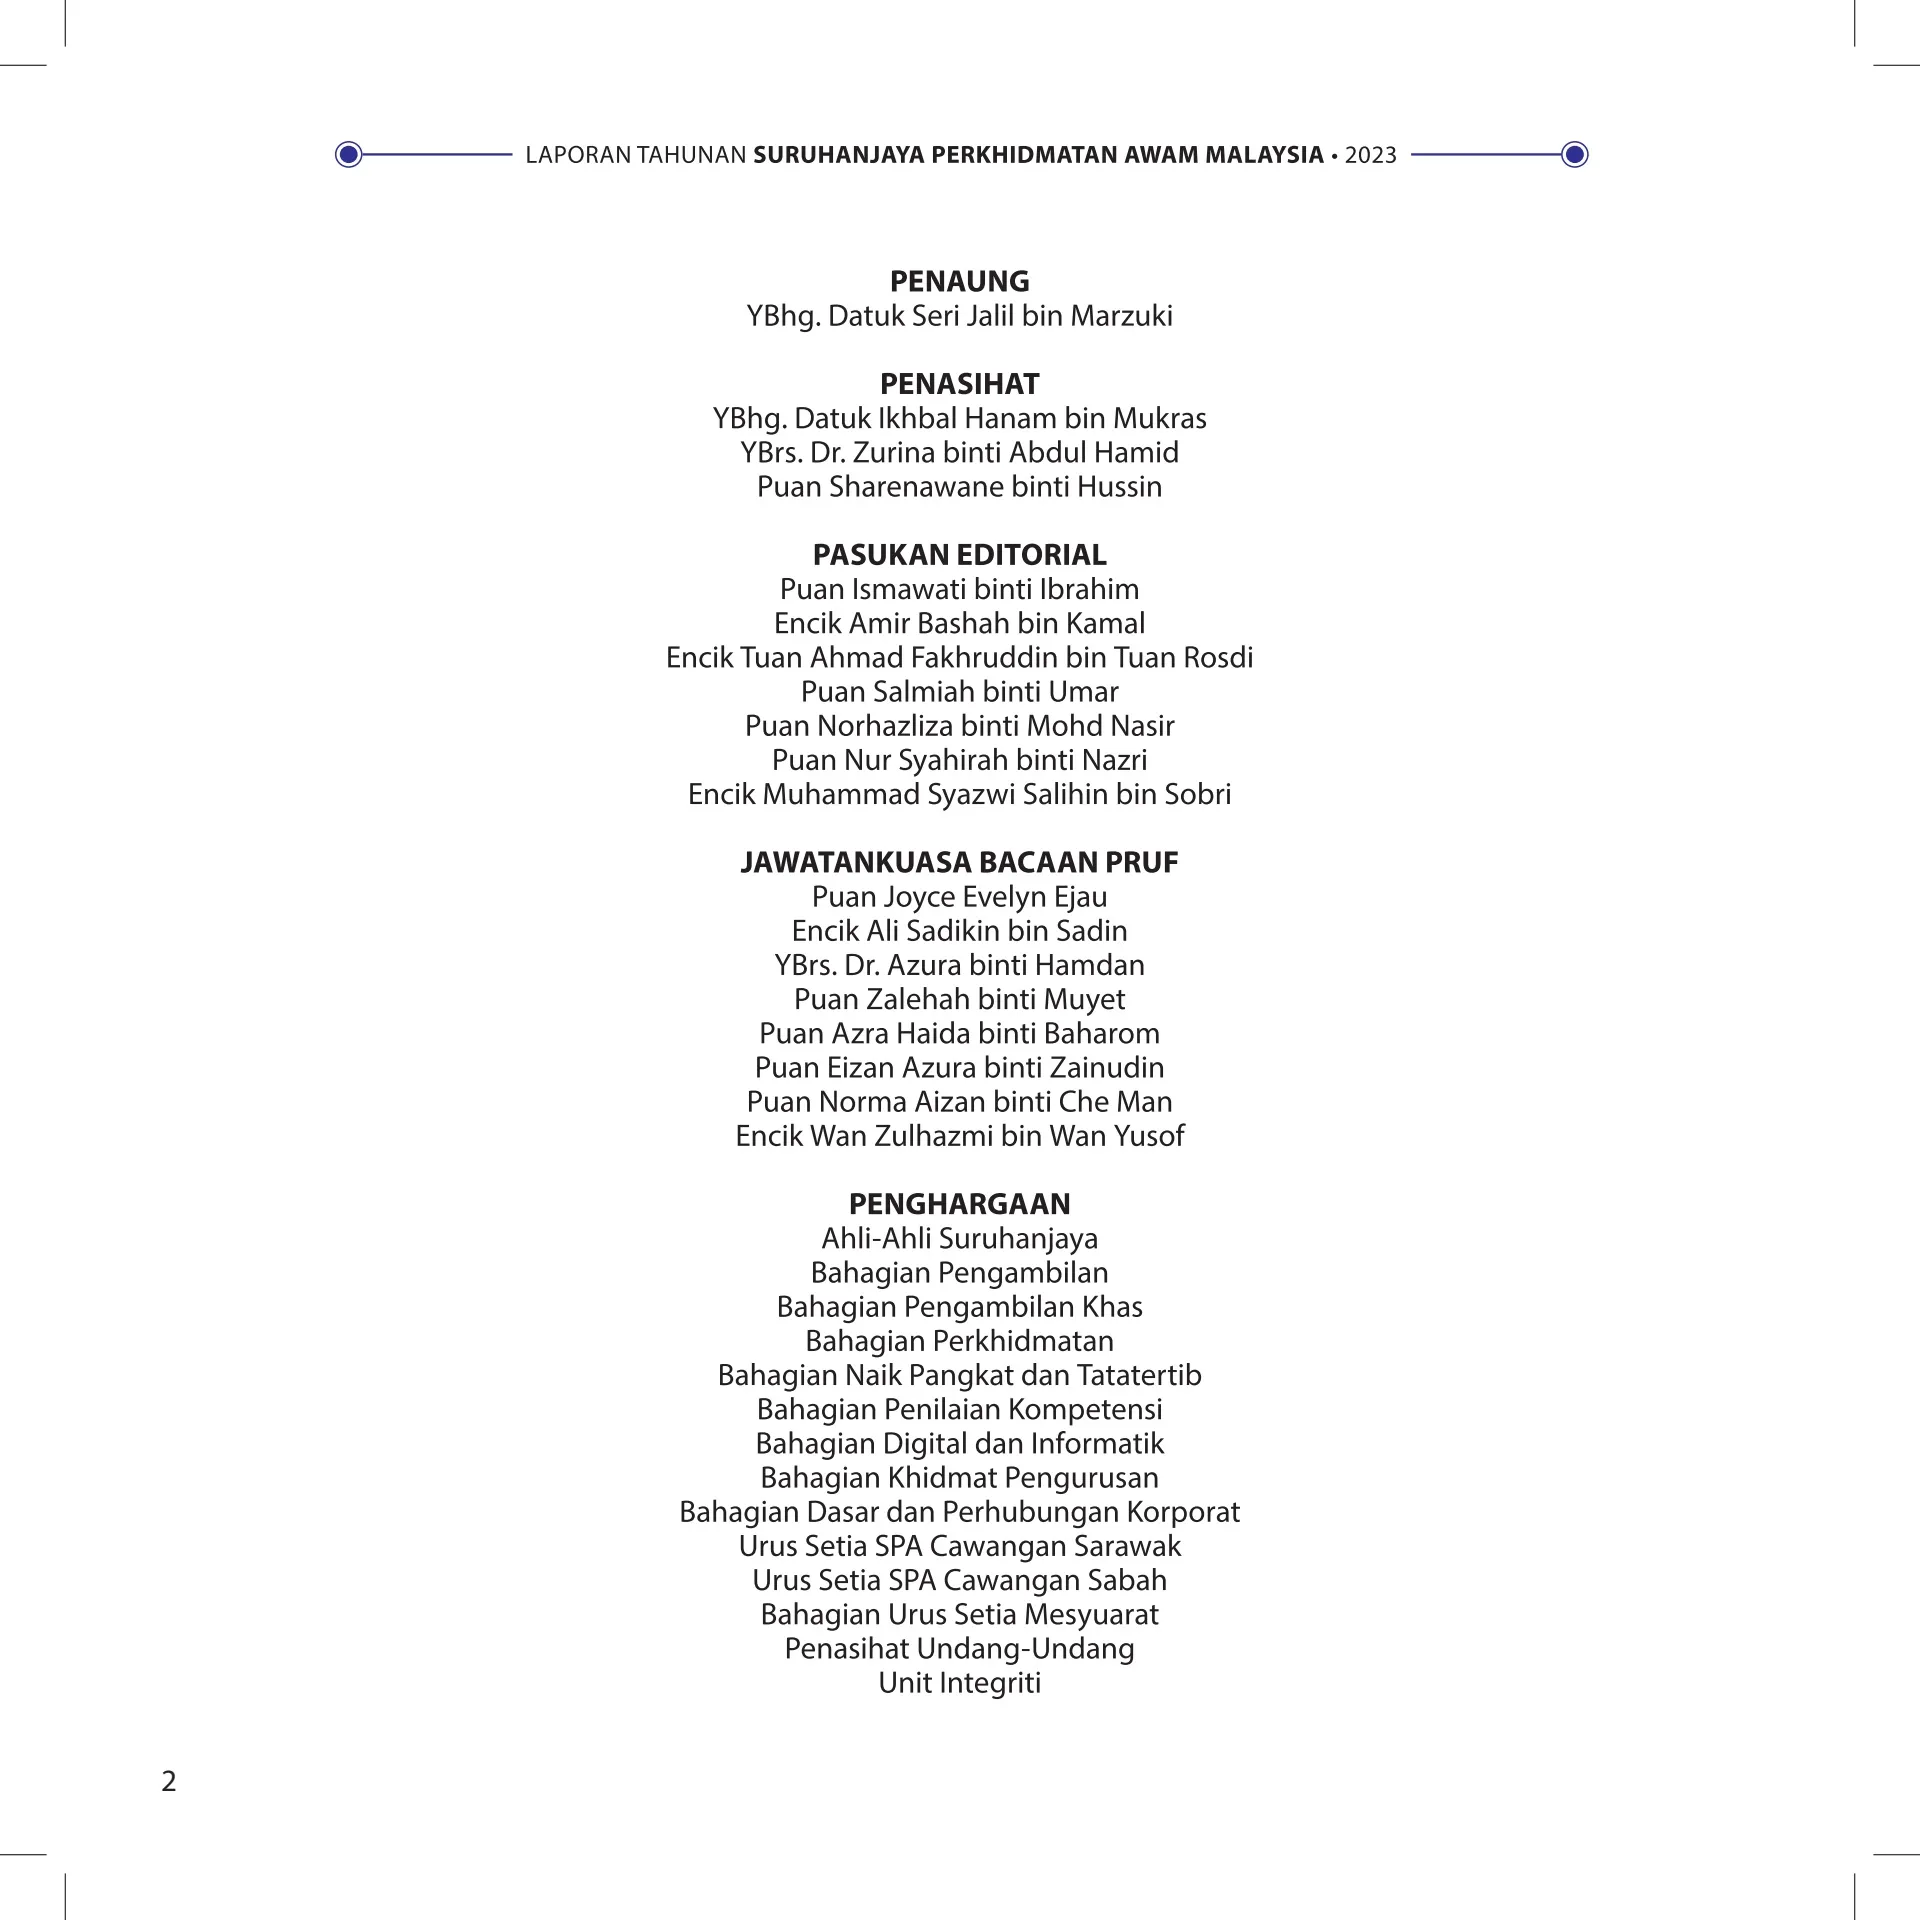 LAPORAN TAHUNAN SURUHANJAYA PERKHIDMATAN AWAM MALAYSIA • 2023
PENAUNG
YBhg. Datuk Seri Jalil bin Marzuki
PENASIHAT
YBhg. Datuk Ikhbal Hanam bin Mukras
YBrs. Dr. Zurina binti Abdul Hamid
Puan Sharenawane binti Hussin
PASUKAN EDITORIAL
Puan Ismawati binti Ibrahim
Encik Amir Bashah bin Kamal
Encik Tuan Ahmad Fakhruddin bin Tuan Rosdi
Puan Salmiah binti Umar
Puan Norhazliza binti Mohd Nasir
Puan Nur Syahirah binti Nazri
Encik Muhammad Syazwi Salihin bin Sobri
JAWATANKUASA BACAAN PRUF
Puan Joyce Evelyn Ejau
Encik Ali Sadikin bin Sadin
YBrs. Dr. Azura binti Hamdan
Puan Zalehah binti Muyet
Puan Azra Haida binti Baharom
Puan Eizan Azura binti Zainudin
Puan Norma Aizan binti Che Man
Encik Wan Zulhazmi bin Wan Yusof
PENGHARGAAN
Ahli-Ahli Suruhanjaya
Bahagian Pengambilan
Bahagian Pengambilan Khas
Bahagian Perkhidmatan
Bahagian Naik Pangkat dan Tatatertib
Bahagian Penilaian Kompetensi
Bahagian Digital dan Informatik
Bahagian Khidmat Pengurusan
Bahagian Dasar dan Perhubungan Korporat
Urus Setia SPA Cawangan Sarawak
Urus Setia SPA Cawangan Sabah
Bahagian Urus Setia Mesyuarat
Penasihat Undang-Undang
Unit Integriti
2